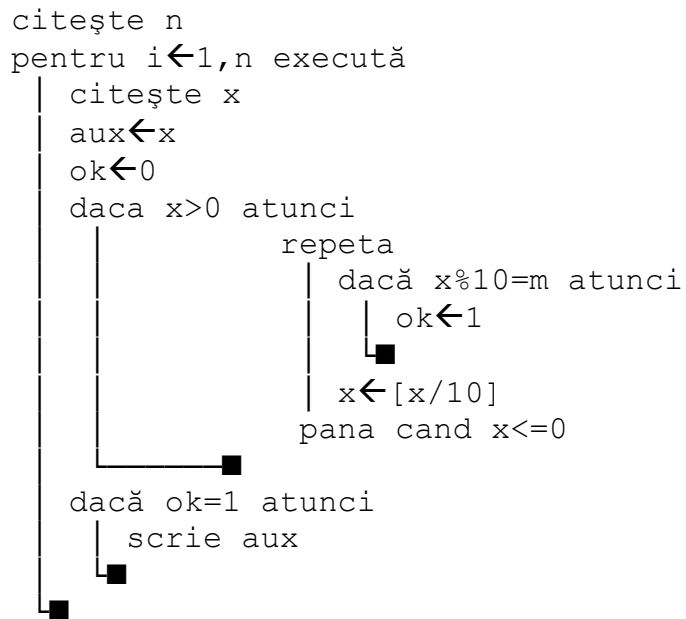 citeşte n
pentru i🡨1,n execută
citeşte x
aux🡨x
ok🡨0
daca x>0 atunci
repeta
dacă x%10=m atunci
ok🡨1
x🡨[x/10]
pana cand x<=0
dacă ok=1 atunci
scrie aux